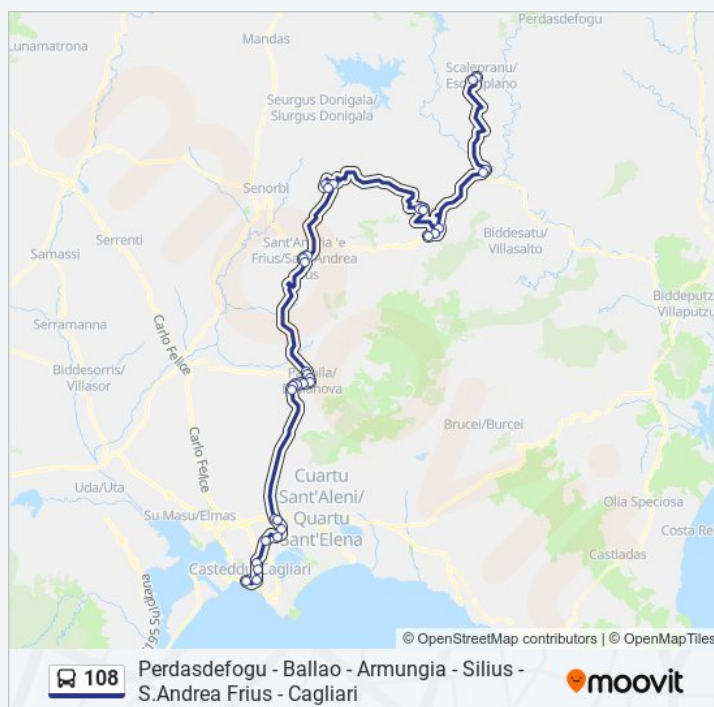 Perdasdefogu
Lunamatrona
Mandas
Scalepranu/
Seurgus Donigala/
Siurgus Donigala
Senorbì
Samassi
Serrenti
Sant'Andria 'e
Frius/Sant'Andrea
Frius
Biddesatu/
Villasalto
Biddeputz
Villaputzu
Serramanna
Carlo Felice
Biddesorris/
Villasor
Brucei/Burcei
Carlo Felice
Cuartu
Sant'Aleni/
Quartu
Sant'Elena
Uda/Uta
Su Masu/Elmas
Olia Speciosa
Costa Re
Castiadas
Casteddu/Cagliari
Sulcitana
© OpenStreetMap contributors | © OpenMapTiles
108
Perdasdefogu - Ballao - Armungia - Silius -
S.Andrea Frius - Cagliari
moovit